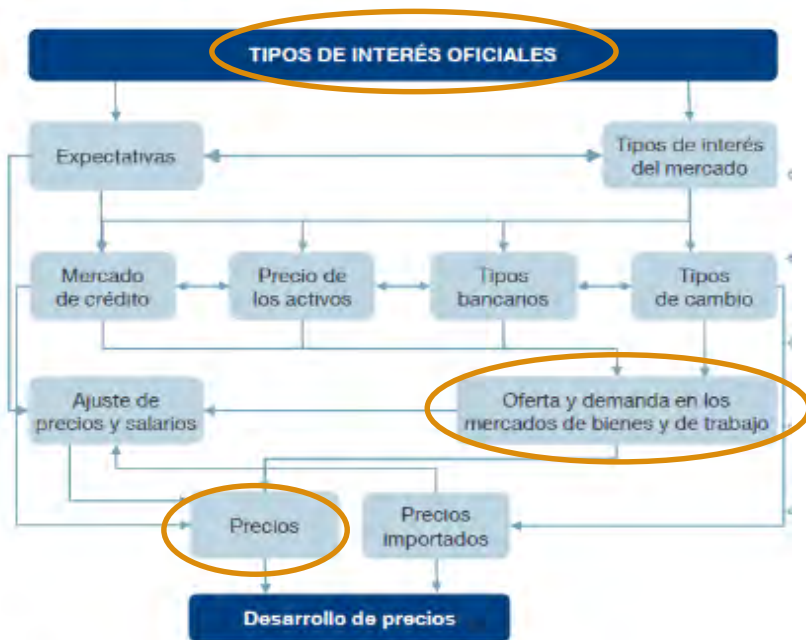 TIPOS DE INTERÉS OFICIALES
Expectativas
Tipos de interés
del mercado
Mercado
de crédito
Precio de
los activos
Tipos
bancarios
Tipos
de cambio
Ajuste de
precios y salarios
Oferta y demanda en los
mercados de bienes y de trabajo
Precios
Precios
importados
Desarrollo de precios